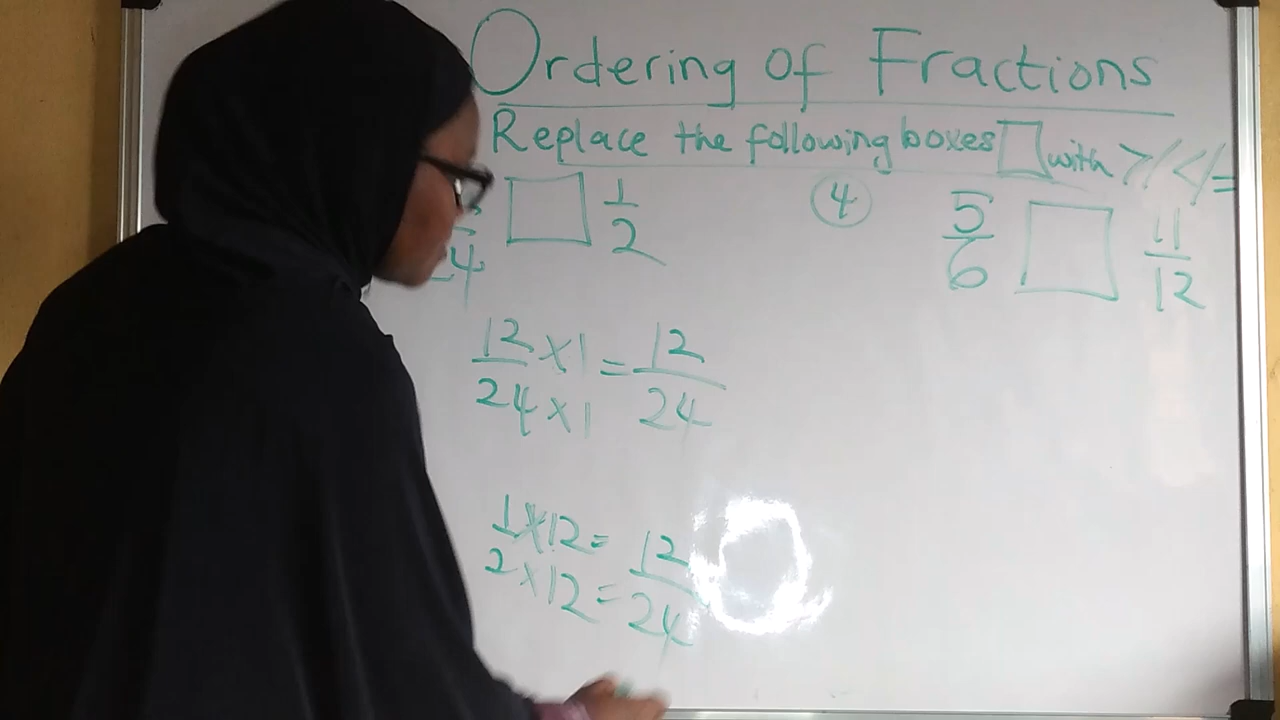 Ordering of Fractions
Replace the following boxes □ with >/</=
□ 1/2
④ 5/6 □ 11/12
12/24 × 1/1 = 12/24
1 × 12 = 12
2 × 12 = 24